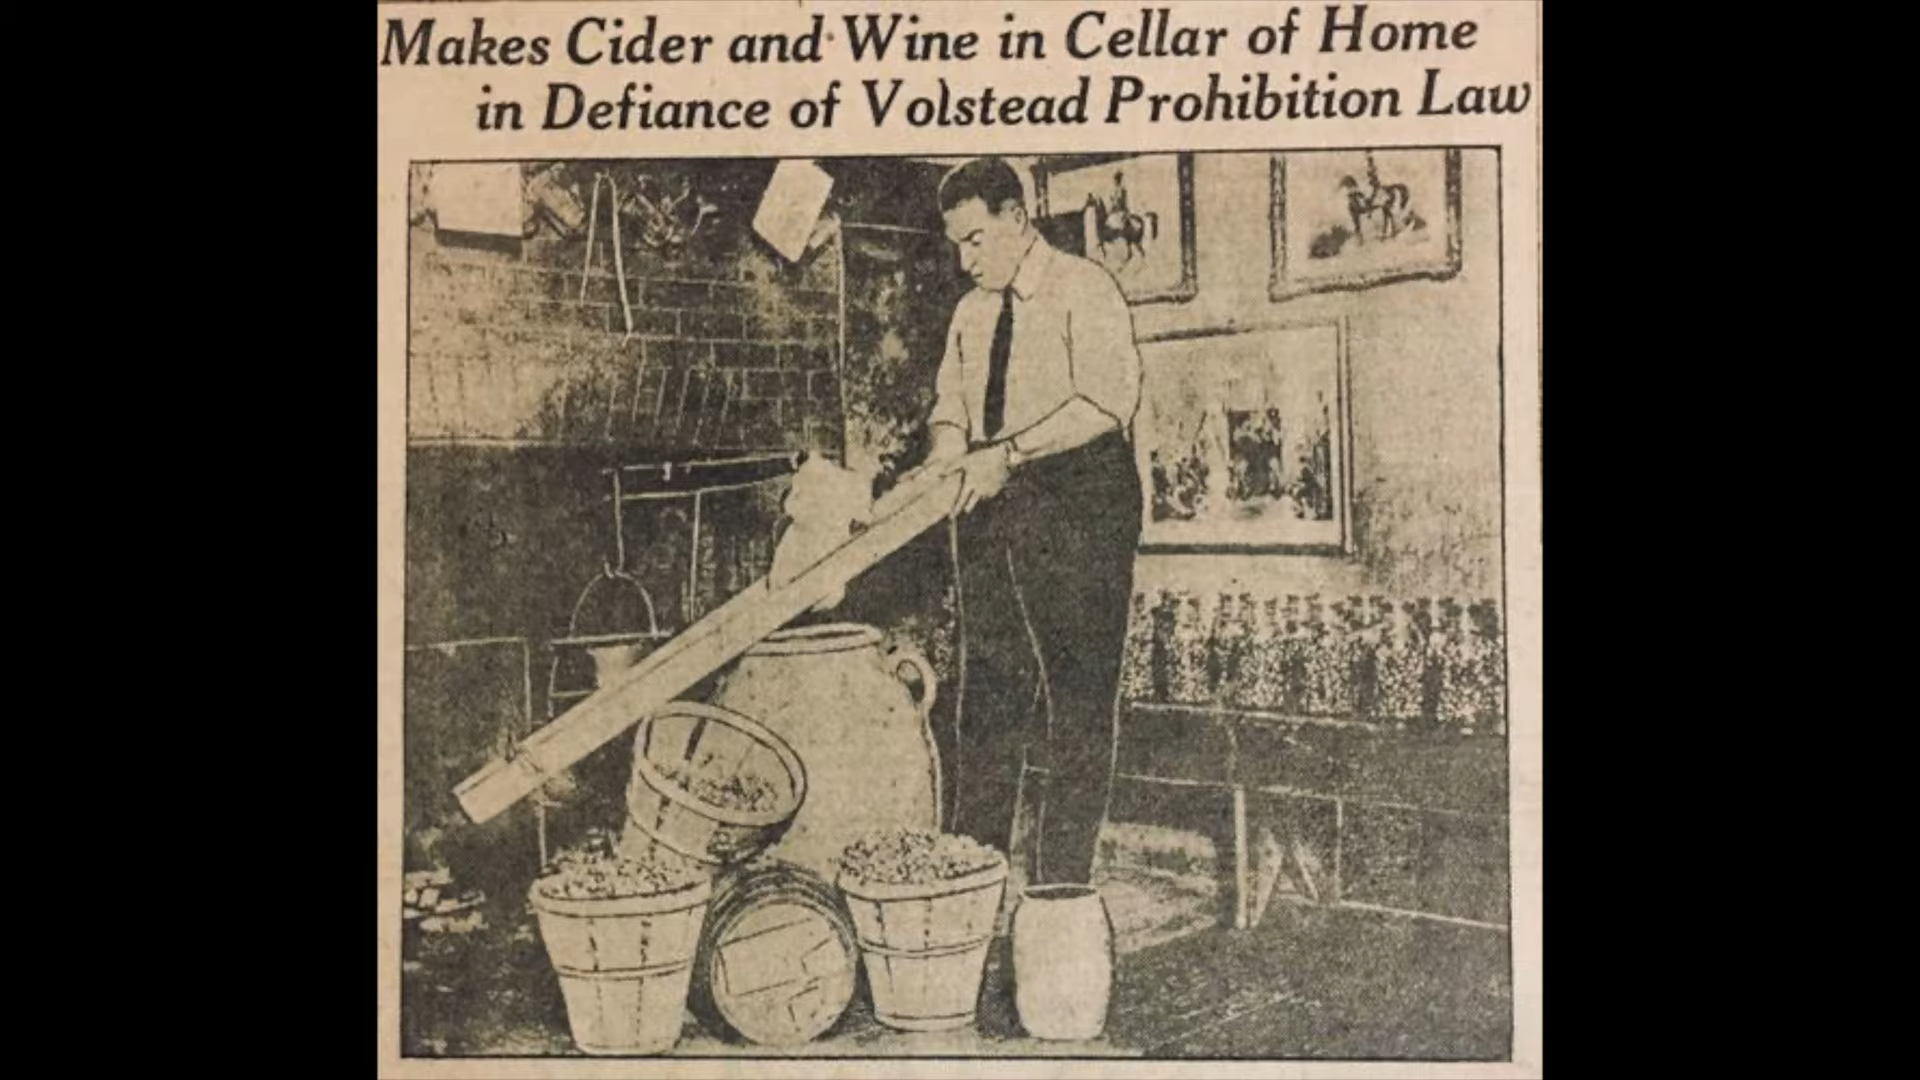 Makes Cider and Wine in Cellar of Home
in Defiance of Volstead Prohibition Law